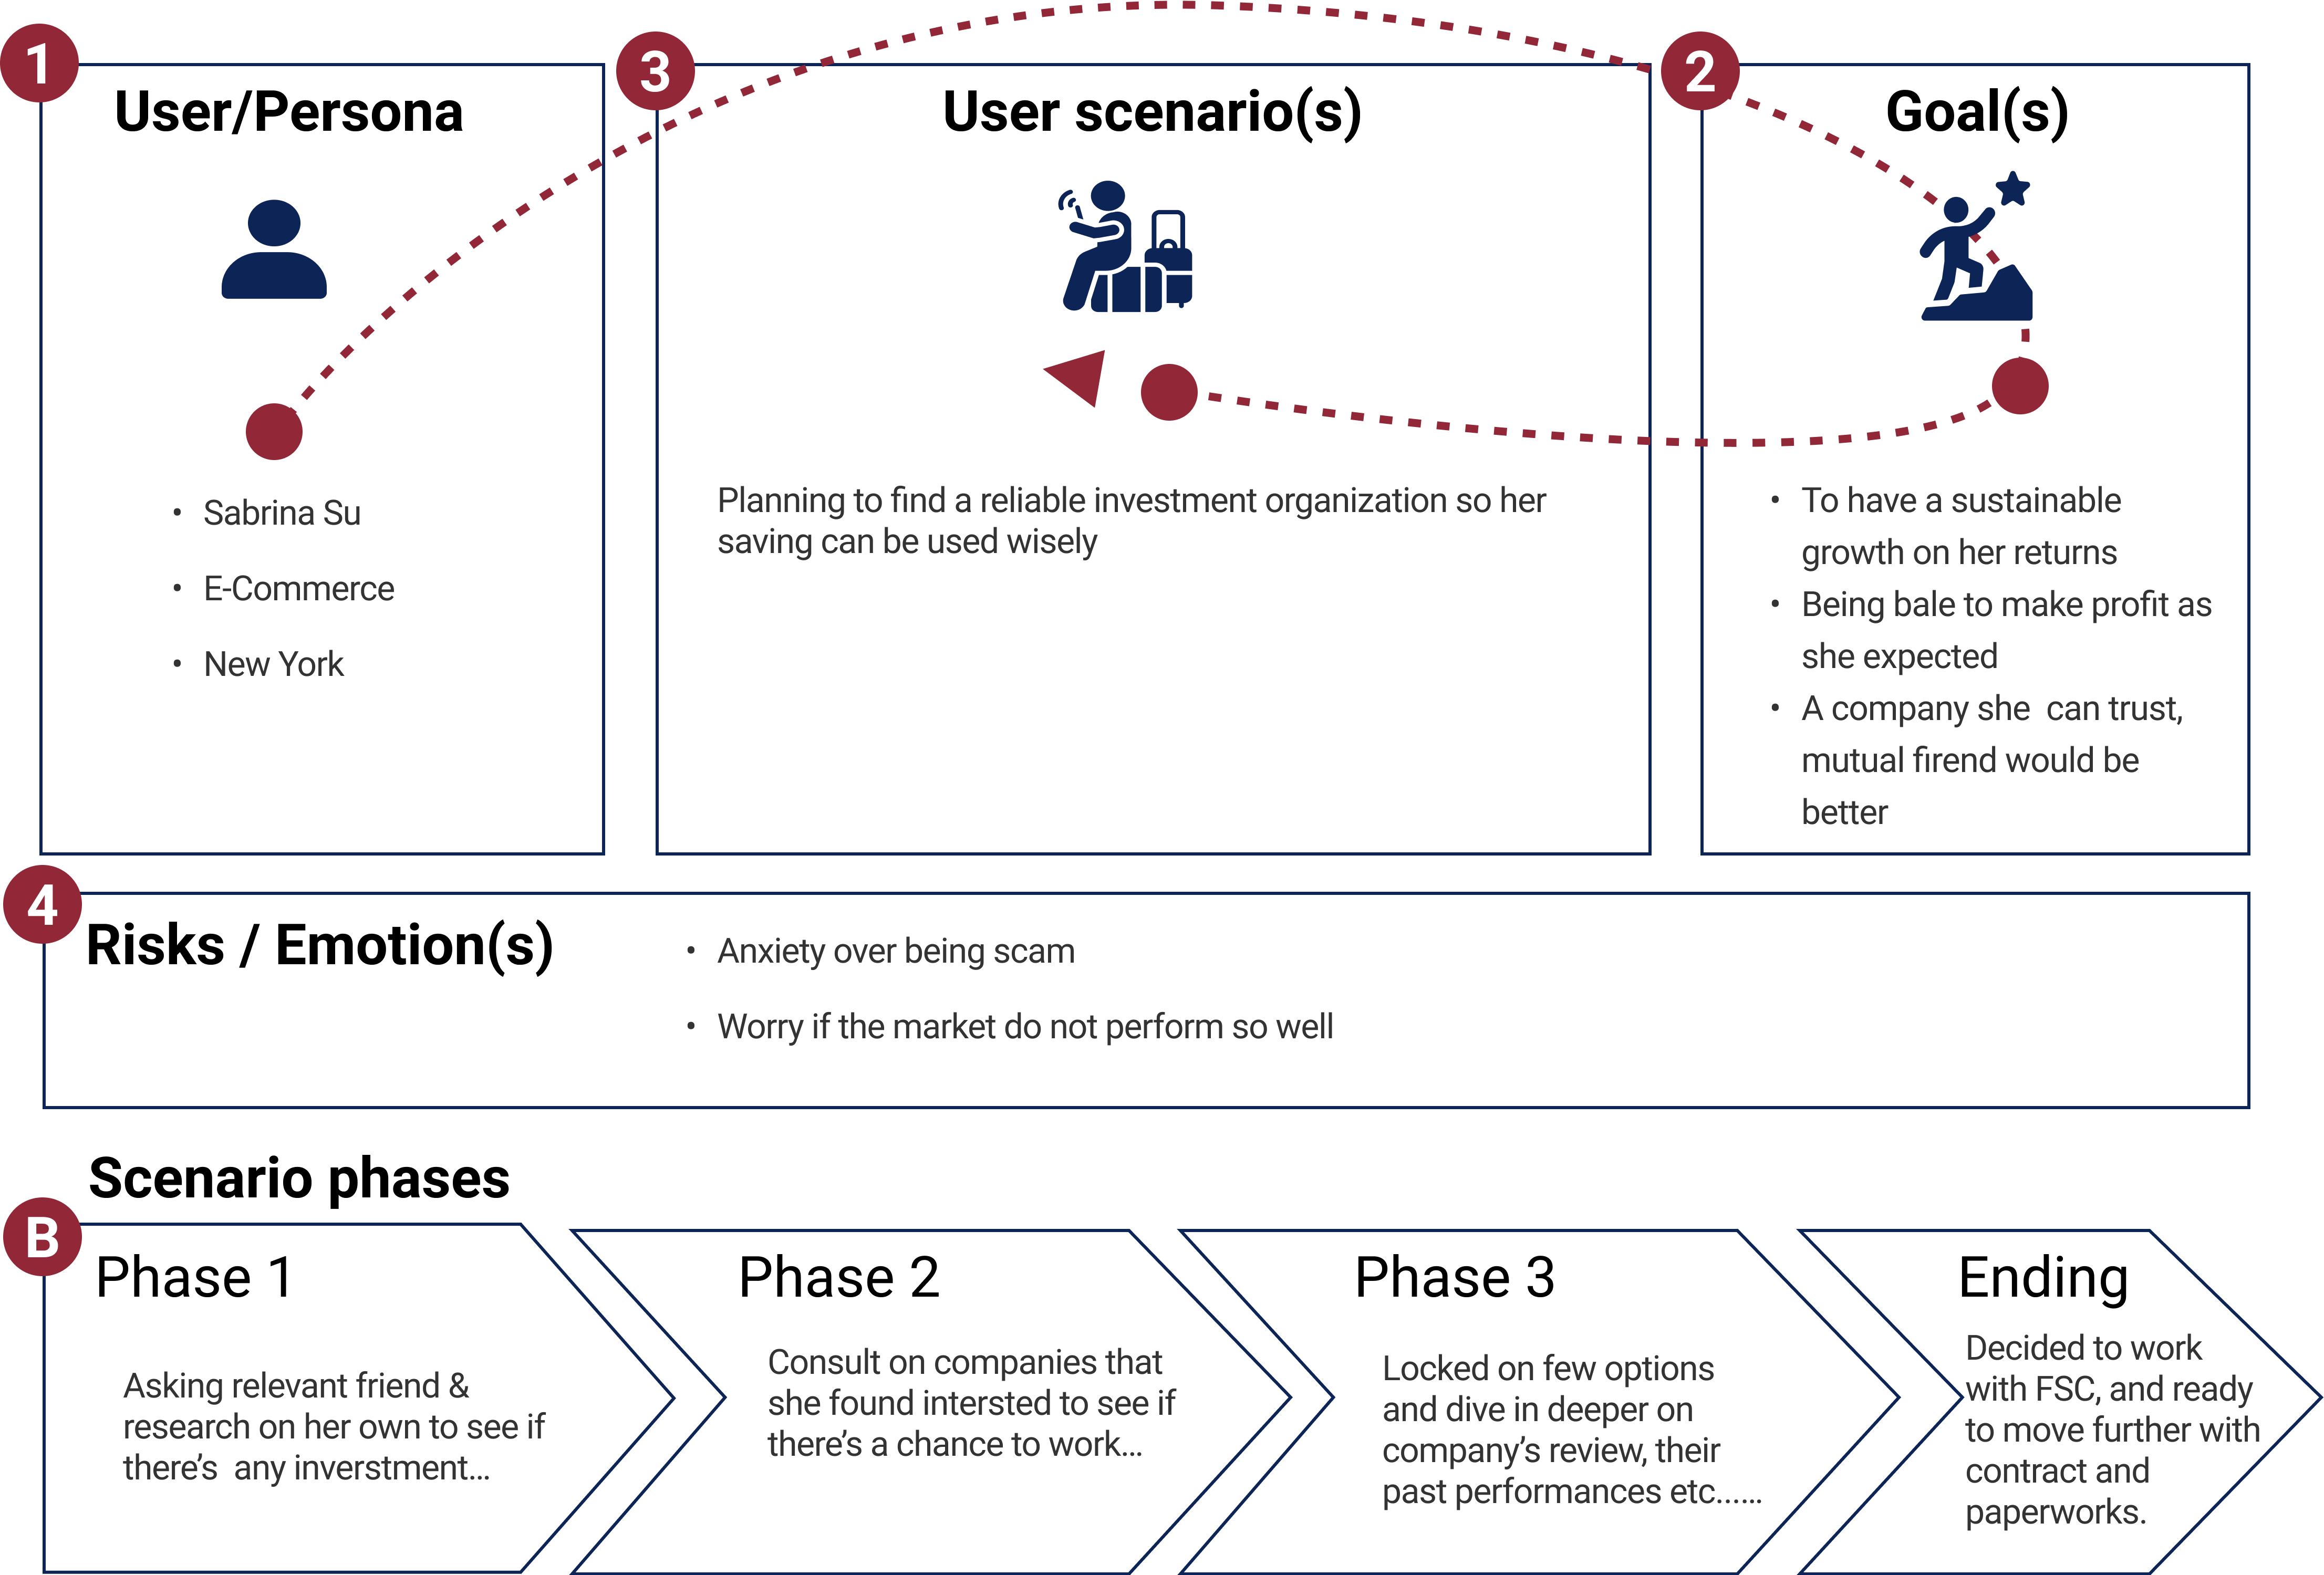 1
User/Persona
• Sabrina Su
• E-Commerce
• New York
3
User scenario(s)
Planning to find a reliable investment organization so her
saving can be used wisely
2
Goal(s)
• To have a sustainable
growth on her returns
• Being bale to make profit as
she expected
• A company she  can trust,
mutual firend would be
better
4
Risks / Emotion(s)
• Anxiety over being scam
• Worry if the market do not perform so well
Scenario phases
B
Phase 1
Asking relevant friend &
research on her own to see if
there’s  any inverstment...
Phase 2
Consult on companies that
she found intersted to see if
there’s a chance to work...
Phase 3
Locked on few options
and dive in deeper on
company’s review, their
past performances etc......
Ending
Decided to work
with FSC, and ready
to move further with
contract and
paperworks.